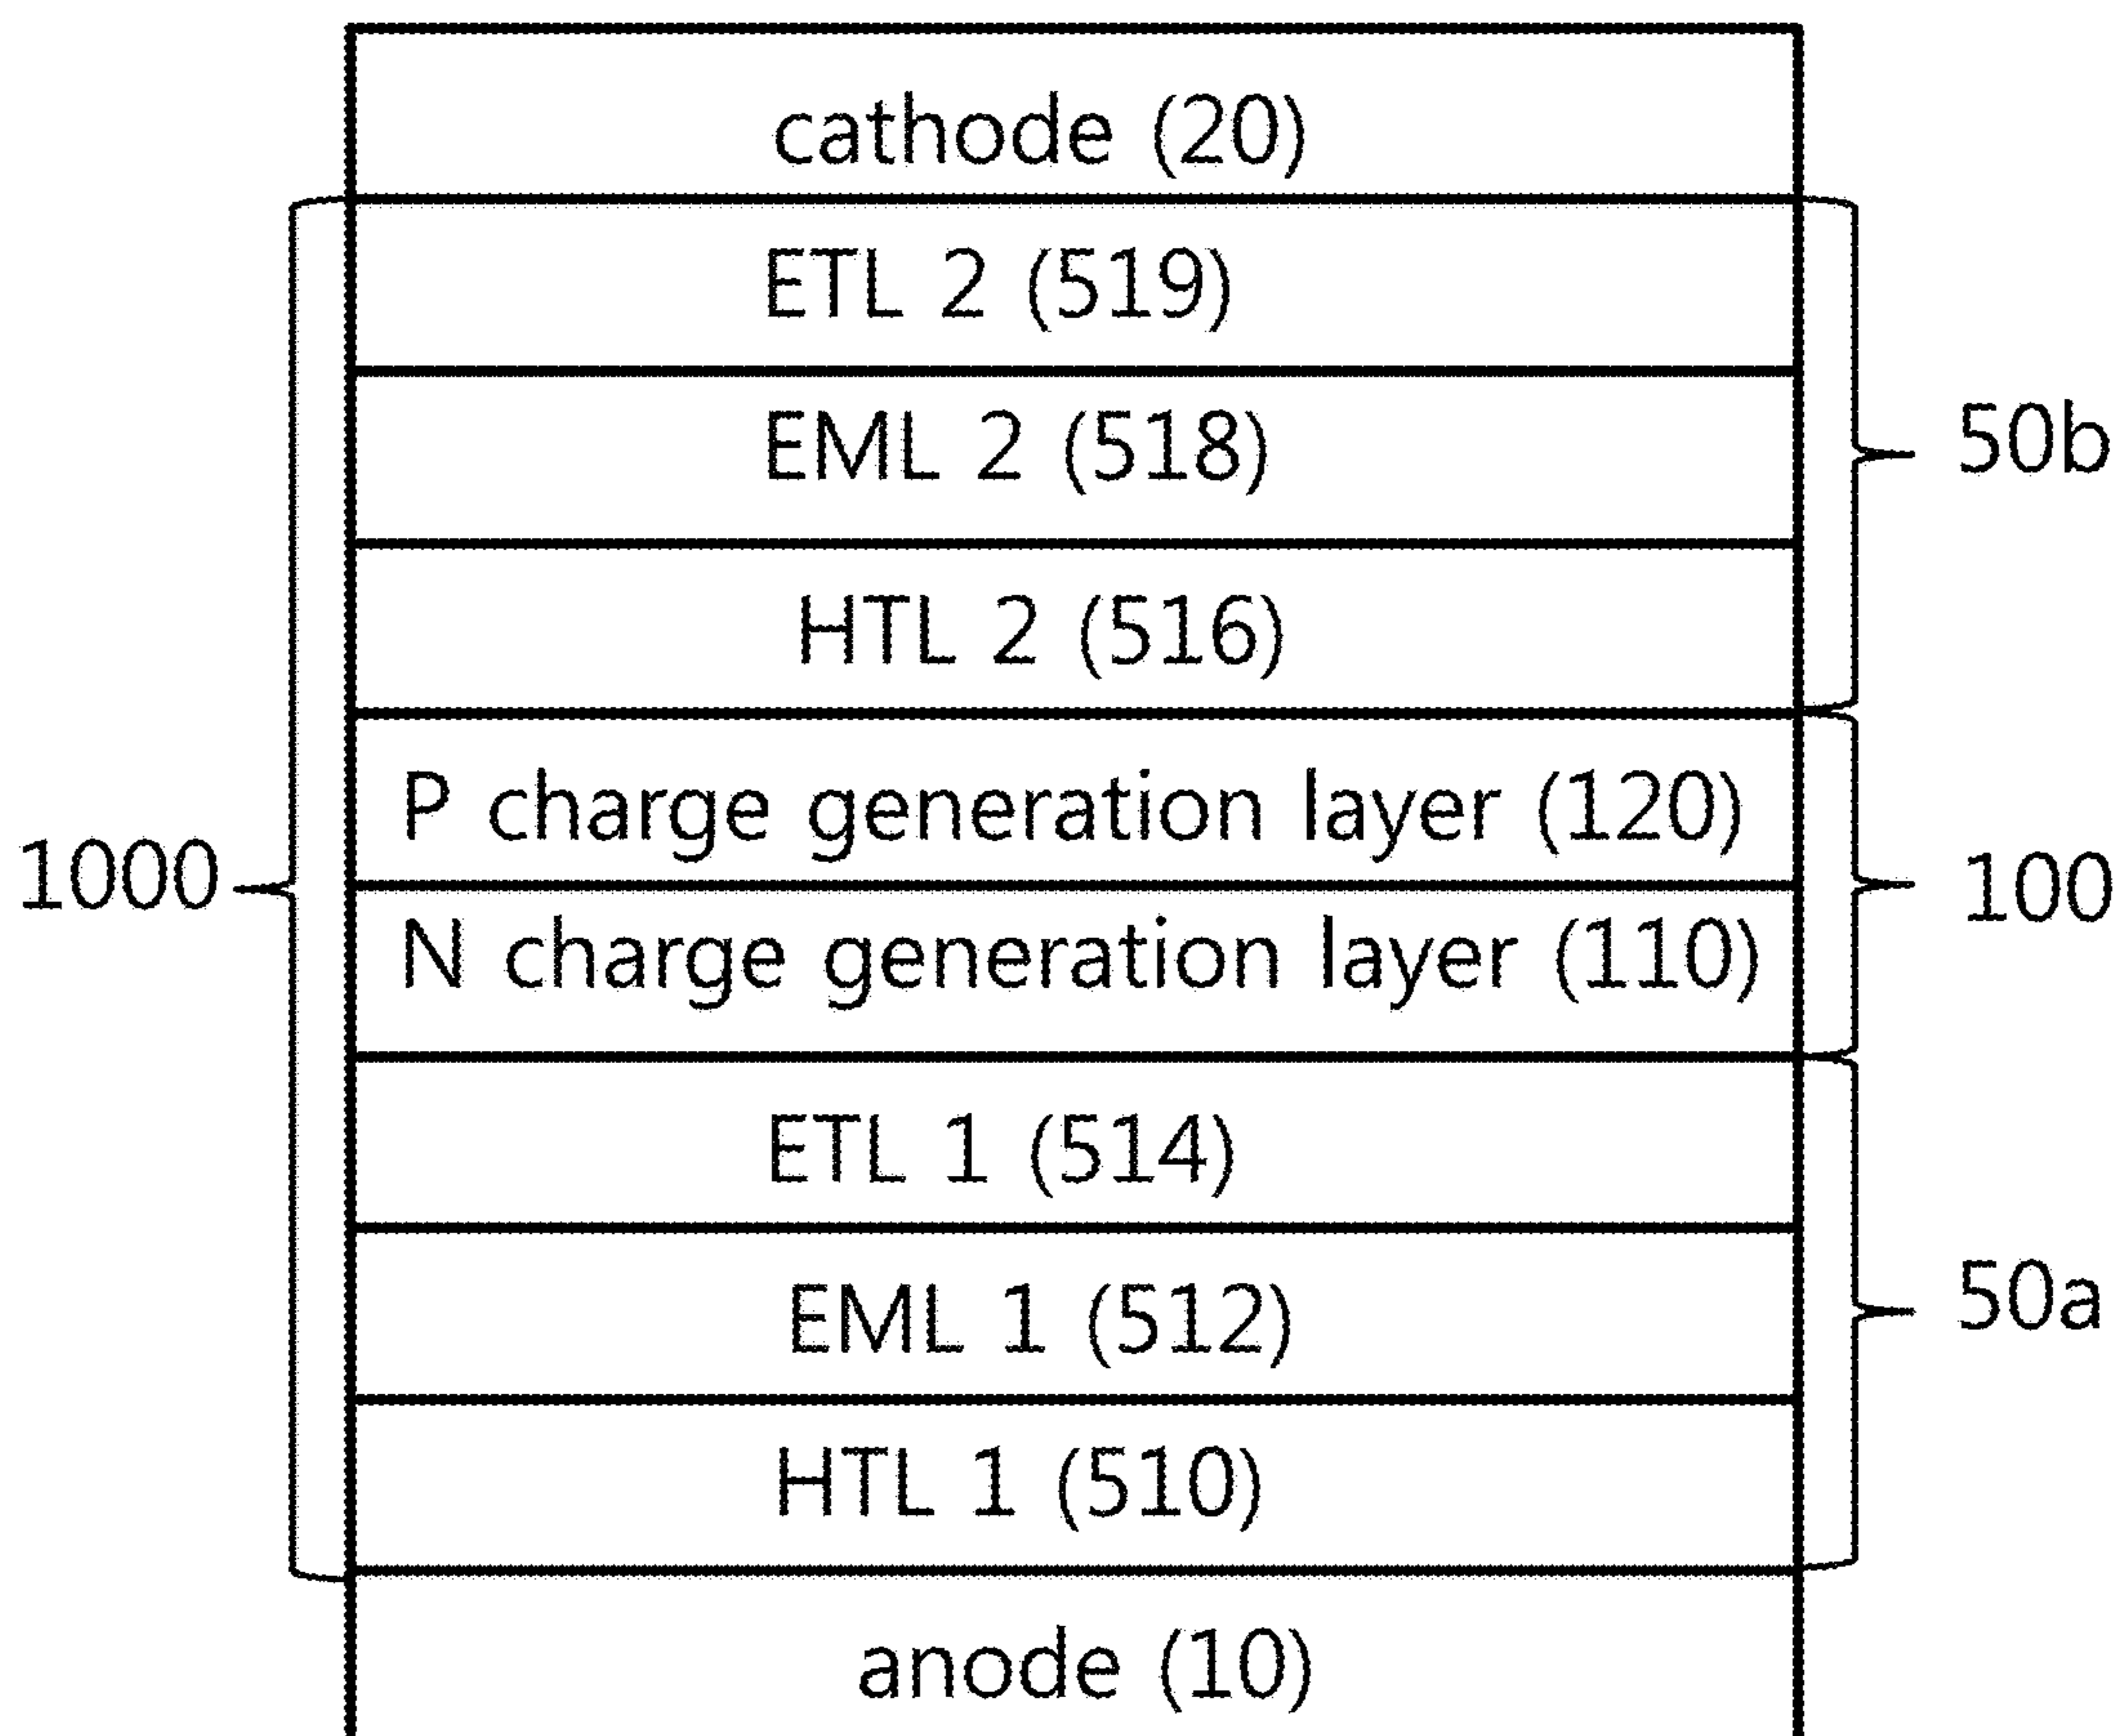 cathode (20)
ETL 2 (519)
EML 2 (518)
50b
HTL 2 (516)
P charge generation layer (120)
1000
100
N charge generation layer (110)
ETL 1 (514)
EML 1 (512)
50a
HTL 1 (510)
anode (10)